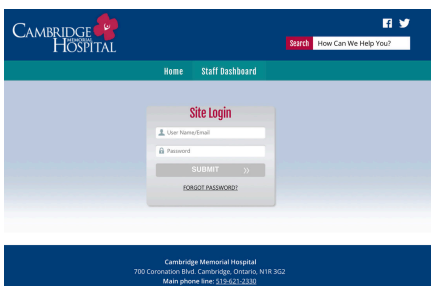 CAMBRIDGE
MEMORIAL
HOSPITAL
Search How Can We Help You?
Home Staff Dashboard
Site Login
User Name/Email
Password
SUBMIT »
FORGOT PASSWORD?
Cambridge Memorial Hospital
700 Coronation Blvd. Cambridge, Ontario, N1R 3G2
Main phone line: 519-621-2330